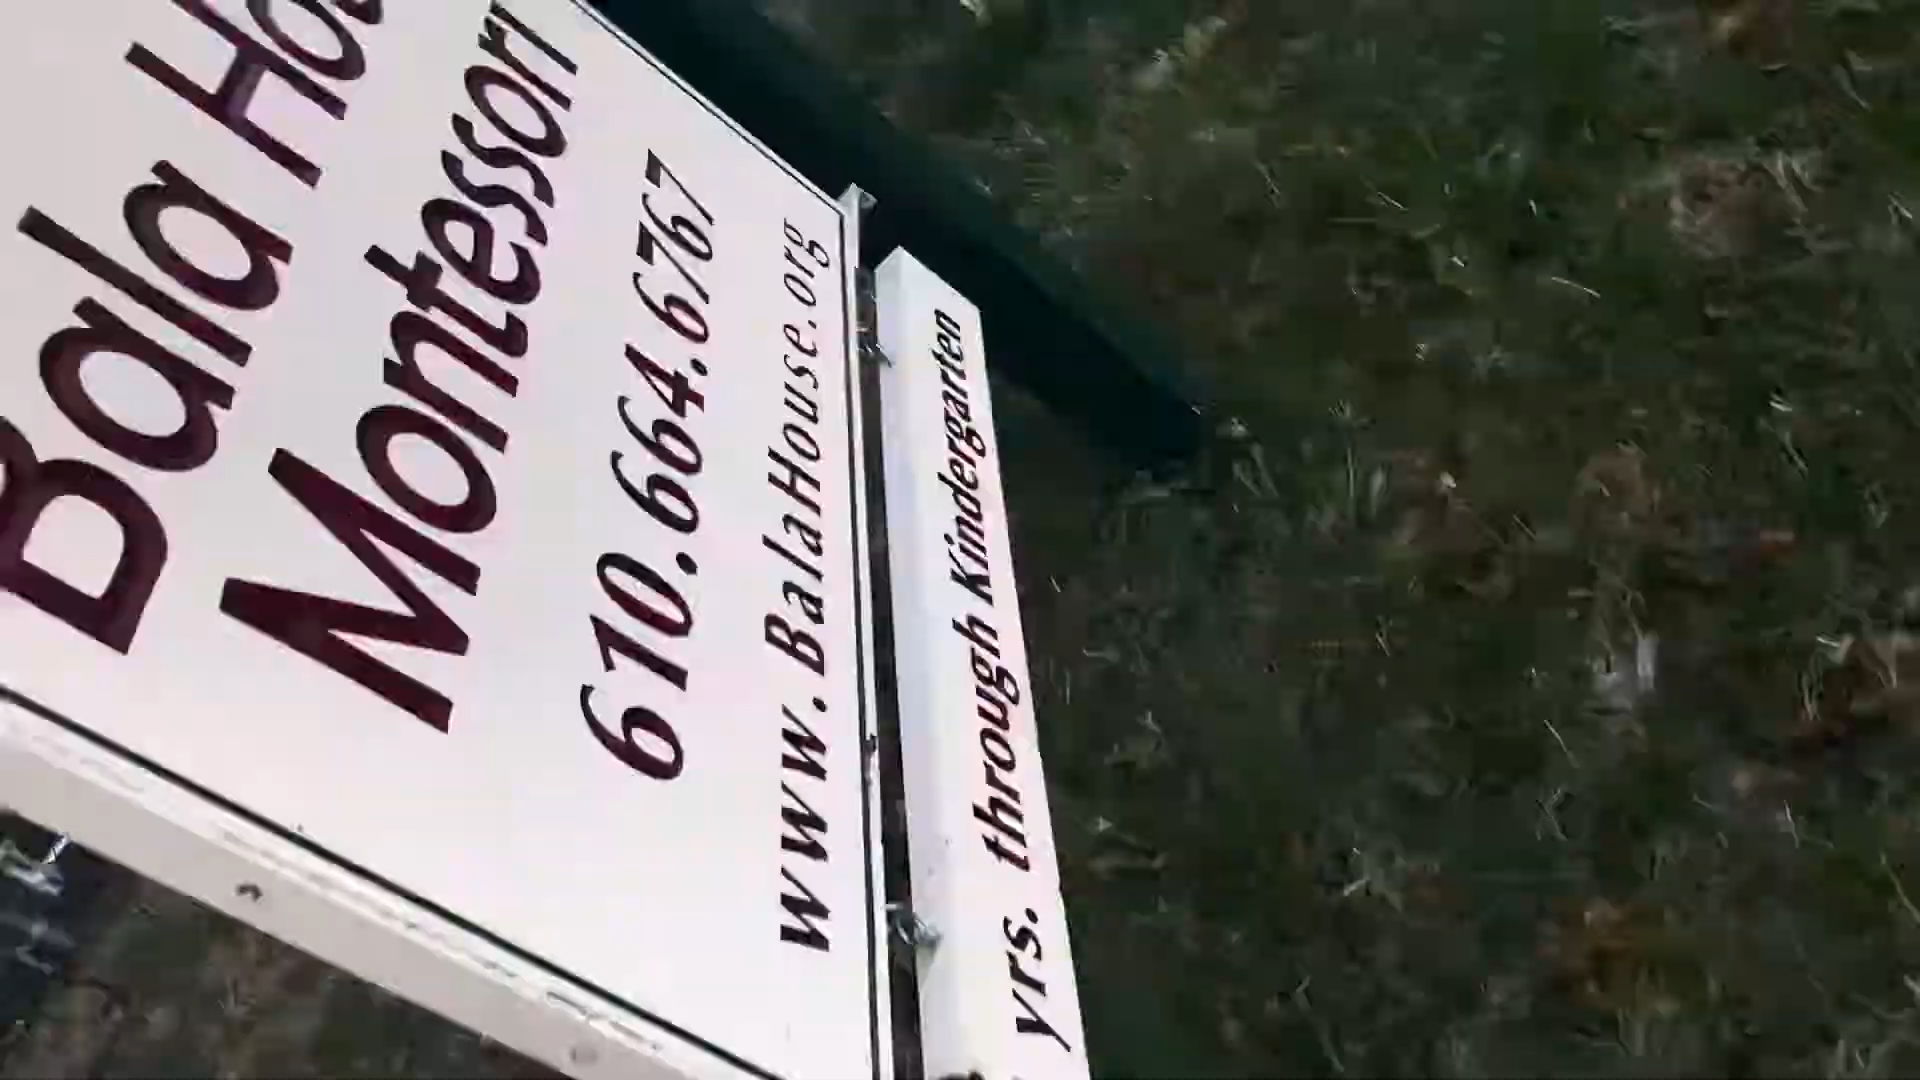 Bala
Montessori
610.664.6767
www.BalaHouse.org
yrs. through Kindergarten